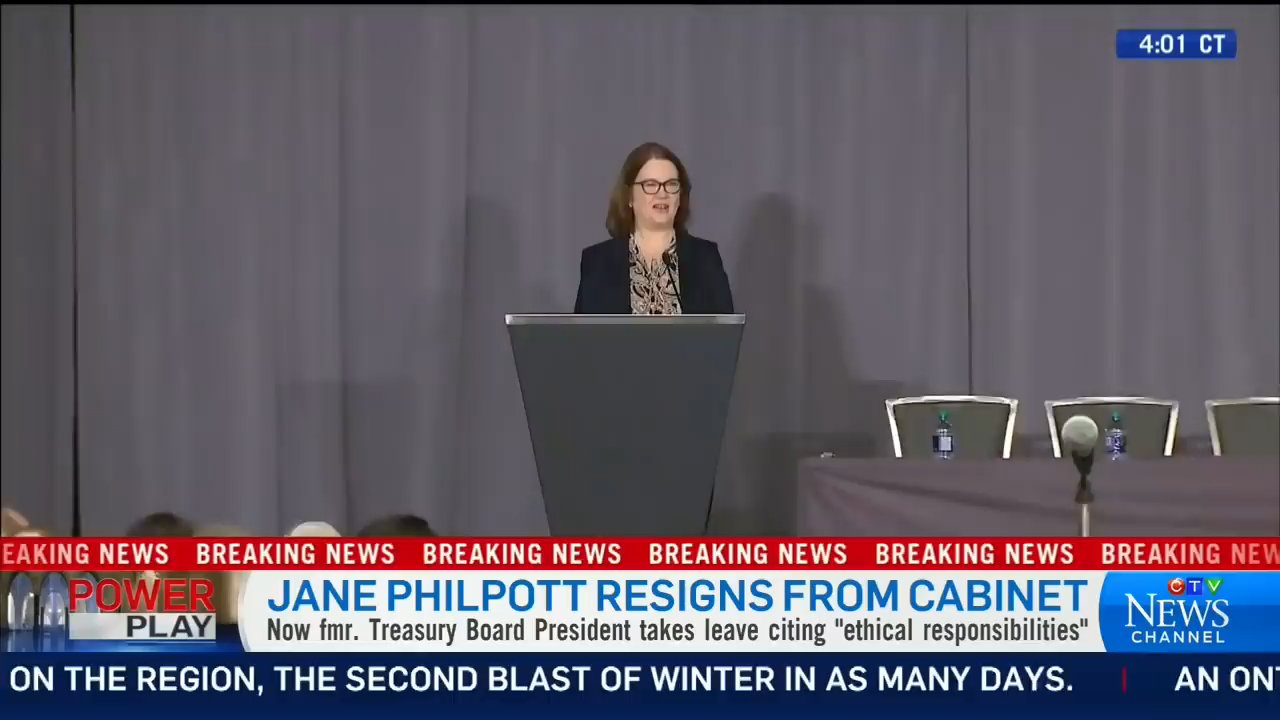 4:01 CT
EAKING NEWS BREAKING NEWS BREAKING NEWS BREAKING NEWS BREAKING NEWS BREAKING NEW
POWER
PLAY
JANE PHILPOTT RESIGNS FROM CABINET
Now fmr. Treasury Board President takes leave citing "ethical responsibilities"
CTV
NEWS
CHANNEL
ON THE REGION, THE SECOND BLAST OF WINTER IN AS MANY DAYS. | AN ONT